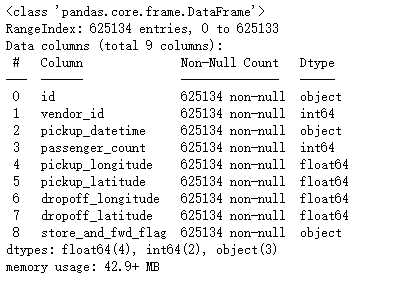 <class 'pandas.core.frame.DataFrame'>
RangeIndex: 625134 entries, 0 to 625133
Data columns (total 9 columns):
 #   Column             Non-Null Count   Dtype
---  ------             --------------   -----
 0   id                 625134 non-null  object
 1   vendor_id          625134 non-null  int64
 2   pickup_datetime    625134 non-null  object
 3   passenger_count    625134 non-null  int64
 4   pickup_longitude   625134 non-null  float64
 5   pickup_latitude    625134 non-null  float64
 6   dropoff_longitude  625134 non-null  float64
 7   dropoff_latitude   625134 non-null  float64
 8   store_and_fwd_flag 625134 non-null  object
dtypes: float64(4), int64(2), object(3)
memory usage: 42.9+ MB